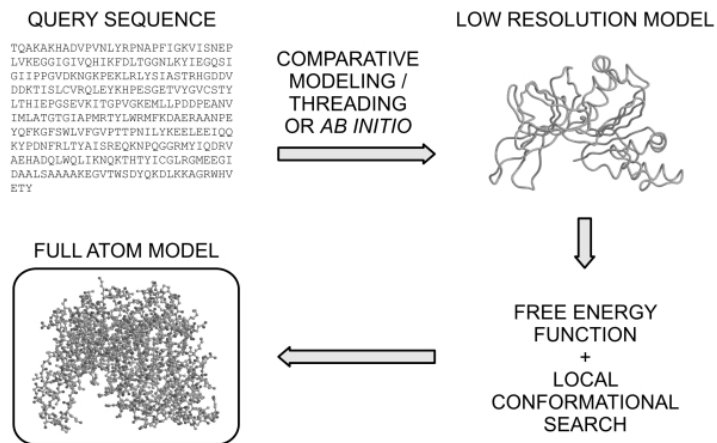 QUERY SEQUENCE
TQAKAKHADVPVNLYRPNAPFIGKVISNEP
LVKEGGIGIVQHIKFDLTGGNLKYIEGQSI
GIIPPGVDKNGKPEKLRLYSIASTRHGDDV
DDKTISLCVRQLEYKHPESGETVYGVCSTY
LTHIEPGSEVKITGPVGKEMLLPDDPEANV
IMLATGTGIAPMRTYLWRMFKDAERAANPE
YQFKGFSWLVFGVPTTPNILYKEELEEIQQ
KYPDNFRLTYAISREQKNPQGGRMYIQDRV
AEHADQLWQLIKNQKTHTYICGLRGMEEGI
DAALSAAAAKEGVTWSDYQKDLKKAGRWHV
ETY
COMPARATIVE
MODELING /
THREADING
OR AB INITIO
LOW RESOLUTION MODEL
FREE ENERGY
FUNCTION
+
LOCAL
CONFORMATIONAL
SEARCH
FULL ATOM MODEL